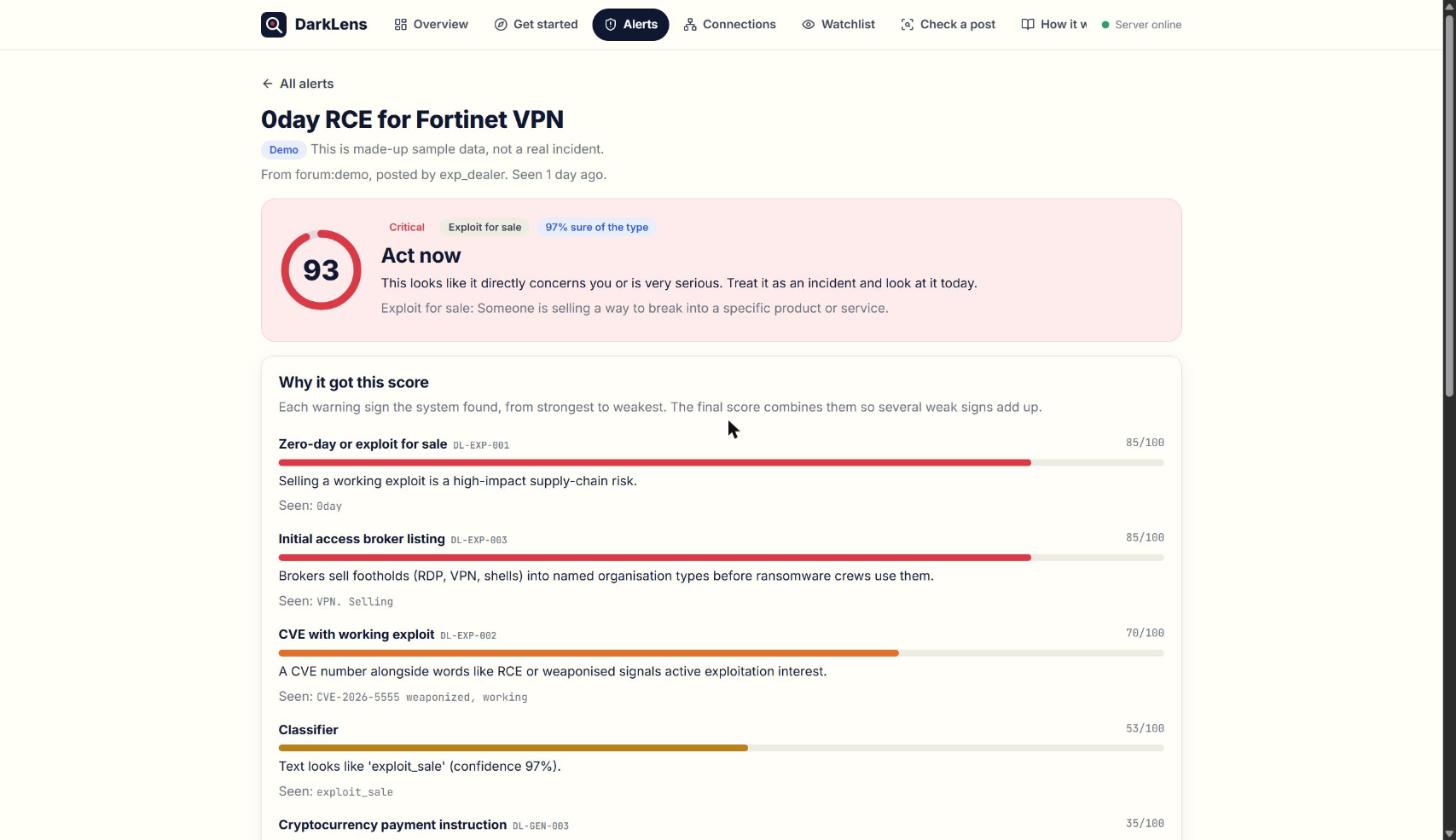 DarkLens
Overview
Get started
Alerts
Connections
Watchlist
Check a post
How it w
Server online
All alerts
0day RCE for Fortinet VPN
Demo This is made-up sample data, not a real incident.
From forum:demo, posted by exp_dealer. Seen 1 day ago.
93
Critical Exploit for sale 97% sure of the type
Act now
This looks like it directly concerns you or is very serious. Treat it as an incident and look at it today.
Exploit for sale: Someone is selling a way to break into a specific product or service.
Why it got this score
Each warning sign the system found, from strongest to weakest. The final score combines them so several weak signs add up.
Zero-day or exploit for sale DL-EXP-001 85/100
Selling a working exploit is a high-impact supply-chain risk.
Seen: 0day
Initial access broker listing DL-EXP-003 85/100
Brokers sell footholds (RDP, VPN, shells) into named organisation types before ransomware crews use them.
Seen: VPN. Selling
CVE with working exploit DL-EXP-002 70/100
A CVE number alongside words like RCE or weaponised signals active exploitation interest.
Seen: CVE-2026-5555 weaponized, working
Classifier 53/100
Text looks like 'exploit_sale' (confidence 97%).
Seen: exploit_sale
Cryptocurrency payment instruction DL-GEN-003 35/100